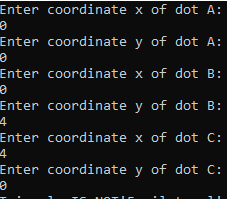 Enter coordinate x of dot A:
0
Enter coordinate y of dot A:
0
Enter coordinate x of dot B:
0
Enter coordinate y of dot B:
4
Enter coordinate x of dot C:
4
Enter coordinate y of dot C:
0